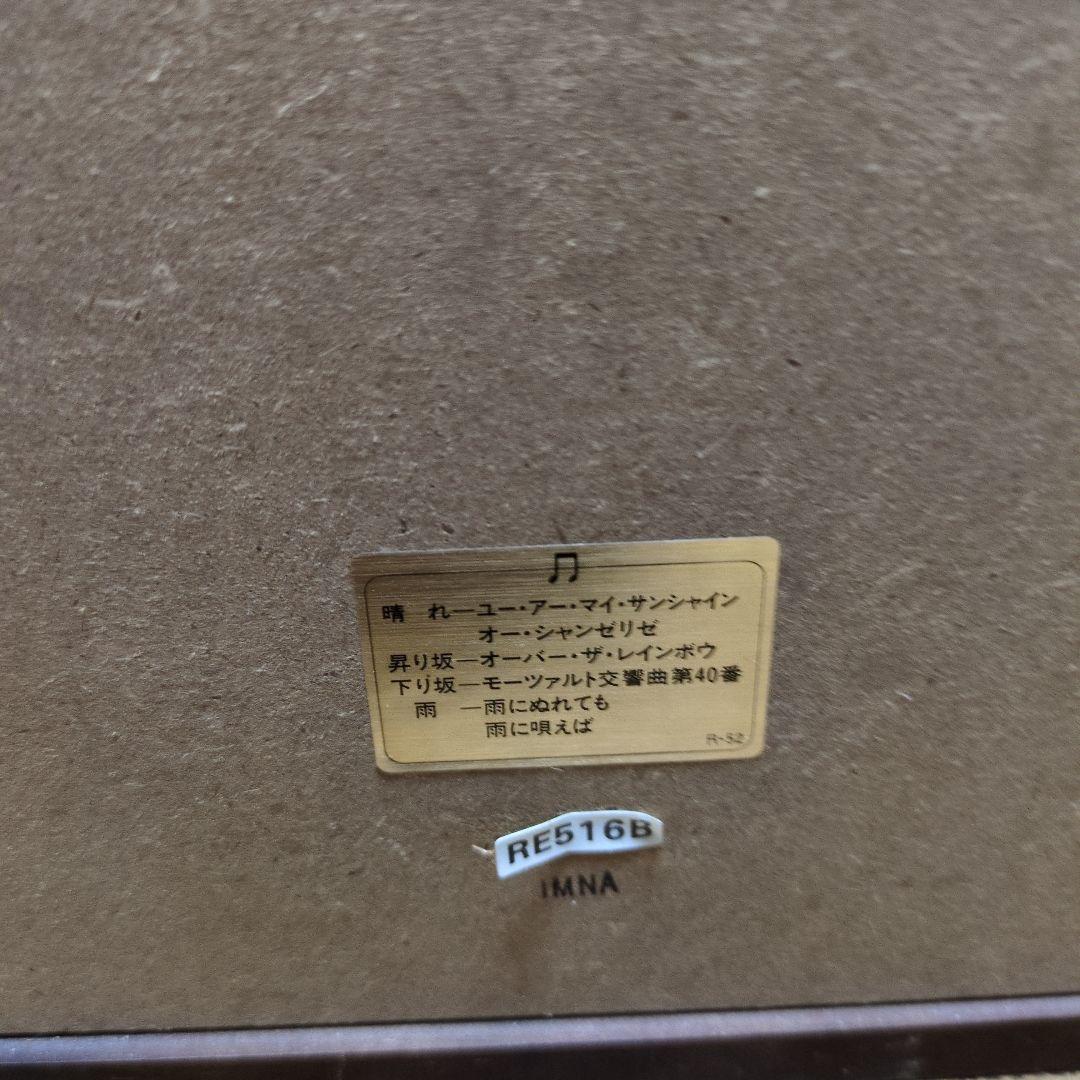 晴 れ—ユー・アー・マイ・サンシャイン
オー・シャンゼリゼ
昇り坂—オーバー・ザ・レインボウ
下り坂—モーツァルト交響曲第40番
雨 —雨にぬれても
雨に唄えば
R-52
RE516B
IMNA